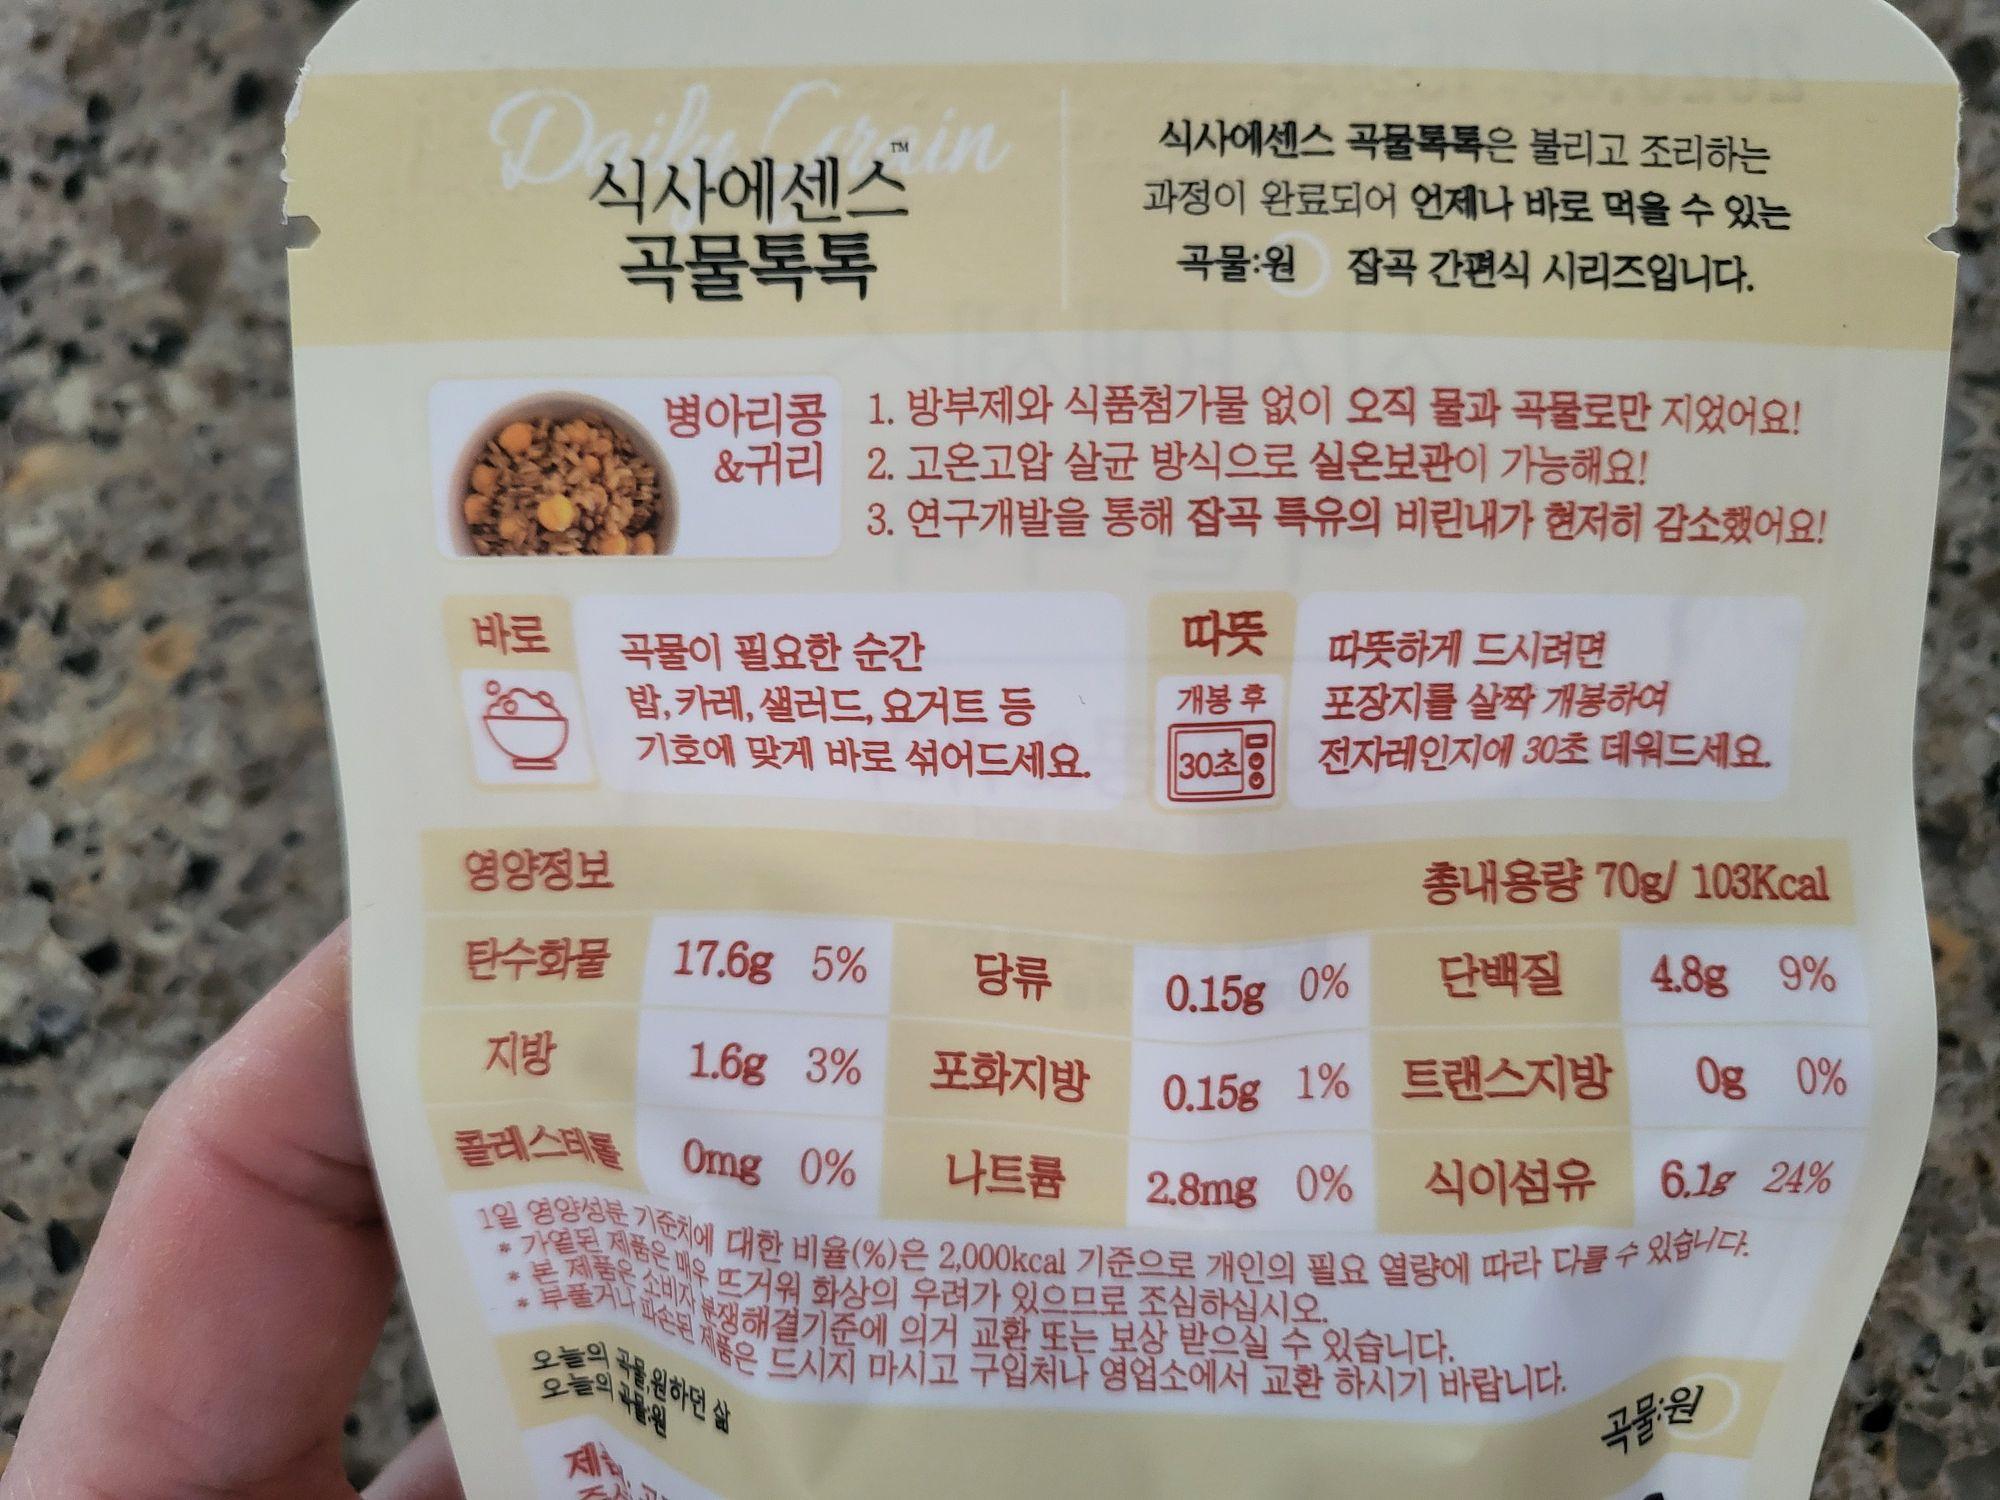 Daily Grain
식사에센스™
곡물톡톡
식사에센스 곡물톡톡은 불리고 조리하는
과정이 완료되어 언제나 바로 먹을 수 있는
곡물:원 잡곡 간편식 시리즈입니다.
병아리콩
&귀리
1. 방부제와 식품첨가물 없이 오직 물과 곡물로만 지었어요!
2. 고온고압 살균 방식으로 실온보관이 가능해요!
3. 연구개발을 통해 잡곡 특유의 비린내가 현저히 감소했어요!
바로
곡물이 필요한 순간
밥, 카레, 샐러드, 요거트 등
기호에 맞게 바로 섞어드세요.
따뜻
개봉 후
30초
따뜻하게 드시려면
포장지를 살짝 개봉하여
전자레인지에 30초 데워드세요.
영양정보 총내용량 70g/ 103Kcal
탄수화물 17.6g 5% 당류 0.15g 0% 단백질 4.8g 9%
지방 1.6g 3% 포화지방 0.15g 1% 트랜스지방 0g 0%
콜레스테롤 0mg 0% 나트륨 2.8mg 0% 식이섬유 6.1g 24%
1일 영양성분 기준치에 대한 비율(%)은 2,000kcal 기준으로 개인의 필요 열량에 따라 다를 수 있습니다.
* 가열된 제품은 매우 뜨거워 화상의 우려가 있으므로 조심하십시오.
* 본 제품은 소비자 분쟁해결기준에 의거 교환 또는 보상 받으실 수 있습니다.
* 부풀거나 파손된 제품은 드시지 마시고 구입처나 영업소에서 교환 하시기 바랍니다.
오늘의 곡물, 원하던 삶
오늘의 곡물:원
곡물:원